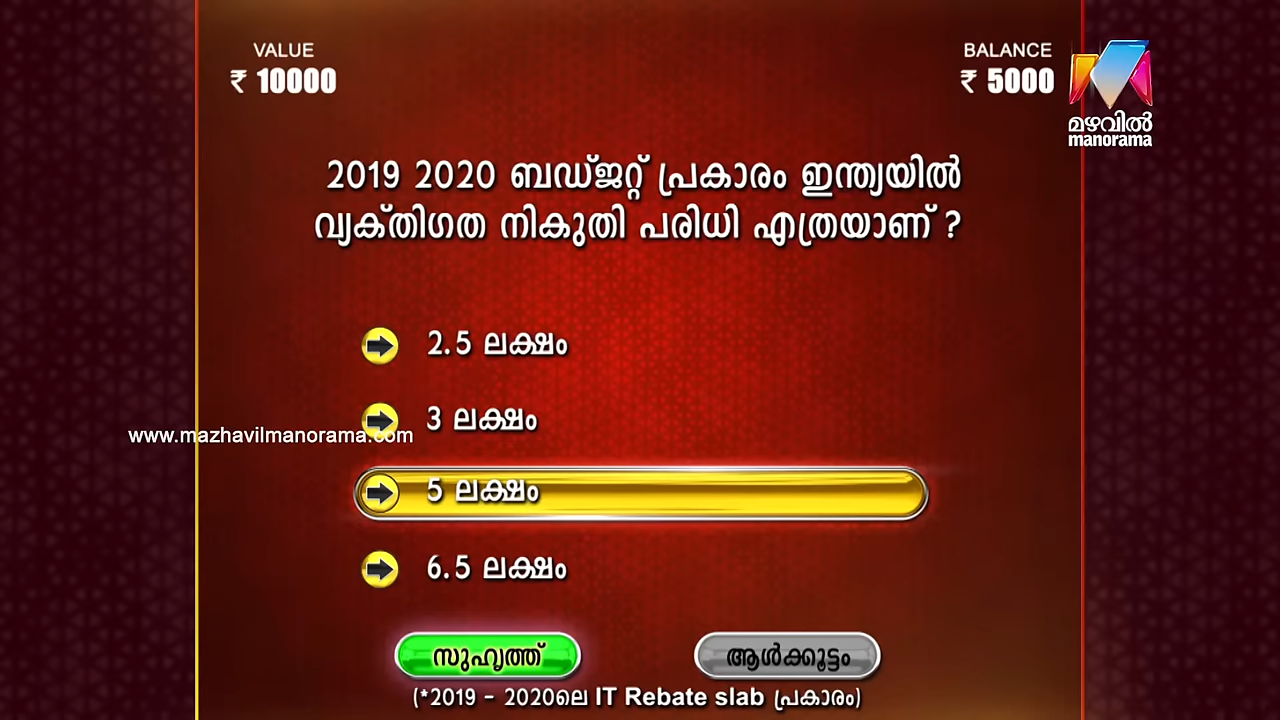 VALUE
₹ 10000
BALANCE
₹ 5000
മഴവിൽ
manorama
2019 2020 ബഡ്ജറ്റ് പ്രകാരം ഇന്ത്യയിൽ
വ്യക്തിഗത നികുതി പരിധി എത്രയാണ് ?
2.5 ലക്ഷം
3 ലക്ഷം
www.mazhavilmanorama.com
5 ലക്ഷം
6.5 ലക്ഷം
സുഹൃത്ത്
ആൾക്കൂട്ടം
(*2019 - 2020ലെ IT Rebate slab പ്രകാരം)